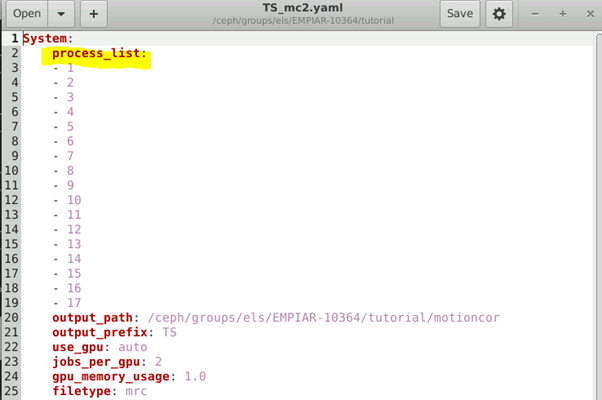 Open
TS_mc2.yaml
/ceph/groups/els/EMPIAR-10364/tutorial
Save
1 System:
2 process_list:
3 - 1
4 - 2
5 - 3
6 - 4
7 - 5
8 - 6
9 - 7
10 - 8
11 - 9
12 - 10
13 - 11
14 - 12
15 - 13
16 - 14
17 - 15
18 - 16
19 - 17
20 output_path: /ceph/groups/els/EMPIAR-10364/tutorial/motioncor
21 output_prefix: TS
22 use_gpu: auto
23 jobs_per_gpu: 2
24 gpu_memory_usage: 1.0
25 filetype: mrc